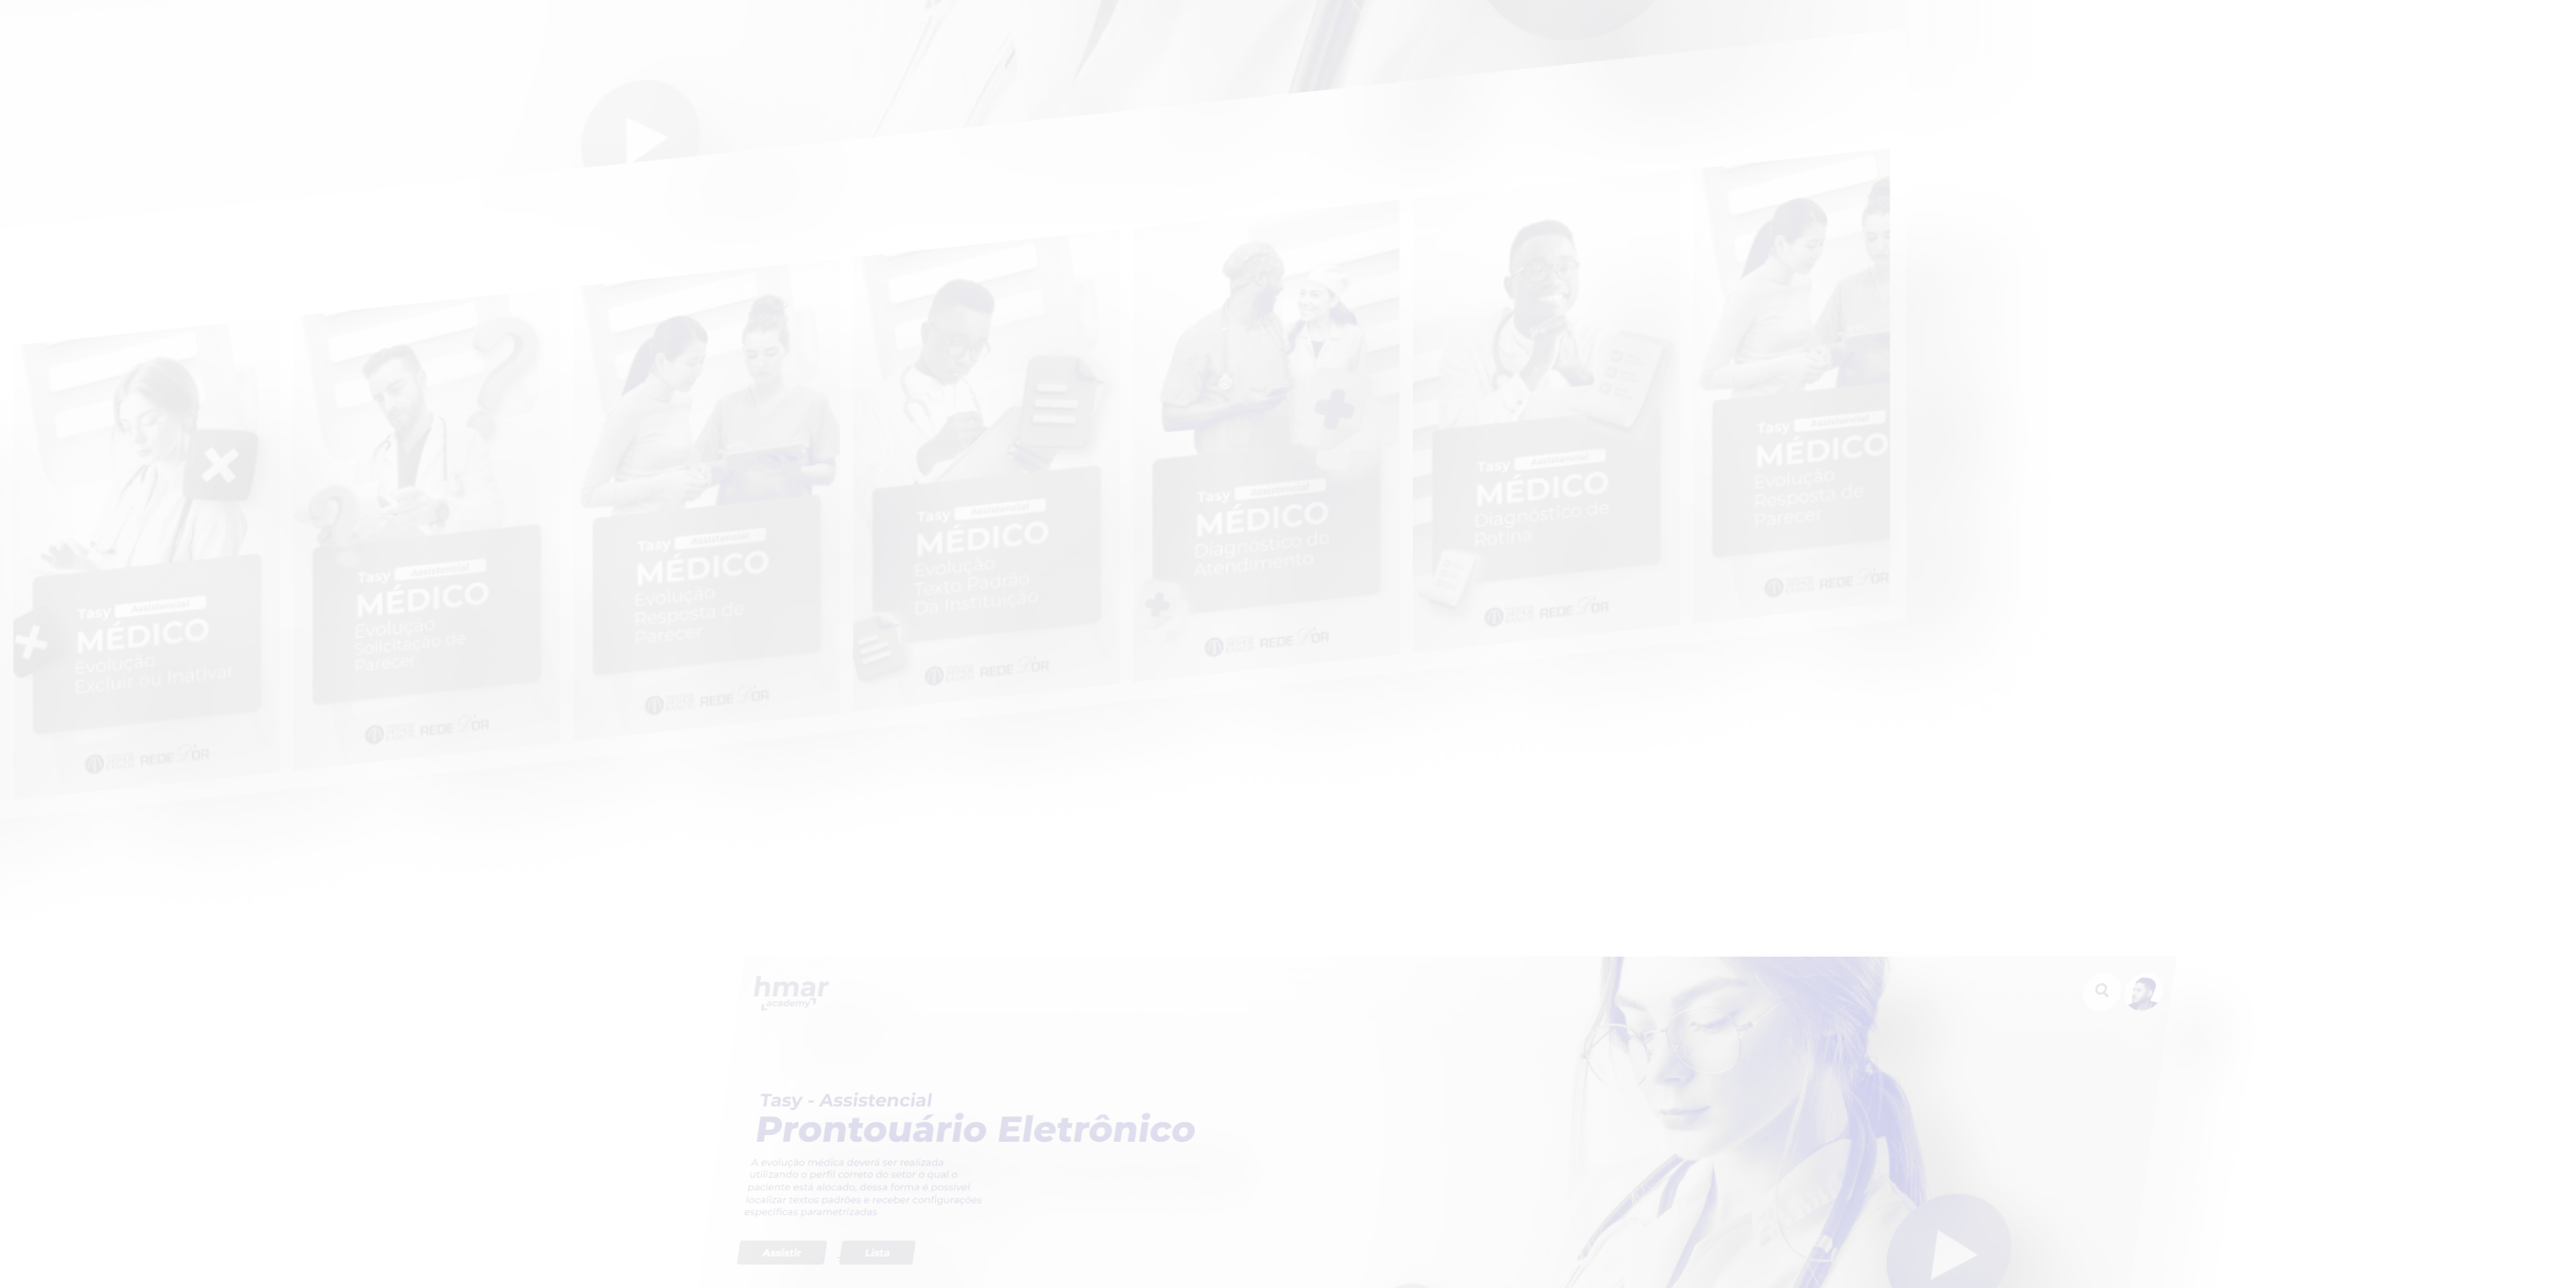 Tasy Assistencial
MÉDICO
Evolução
Excluir ou Inativar
REDE D'OR
Tasy Assistencial
MÉDICO
Evolução
Solicitação de
Parecer
REDE D'OR
Tasy Assistencial
MÉDICO
Evolução
Resposta de
Parecer
REDE D'OR
Tasy Assistencial
MÉDICO
Evolução
Texto Padrão
Da Instituição
REDE D'OR
Tasy Assistencial
MÉDICO
Diagnóstico do
Atendimento
REDE D'OR
Tasy Assistencial
MÉDICO
Diagnóstico de
Rotina
REDE D'OR
Tasy Assistencial
MÉDICO
Evolução
Resposta de
Parecer
REDE D'OR
hmar
academy
Tasy - Assistencial
Prontouário Eletrônico
A evolução médica deverá ser realizada
utilizando o perfil correto do setor o qual o
paciente está alocado, dessa forma é possível
localizar textos padrões e receber configurações
específicas parametrizadas
Assistir Lista